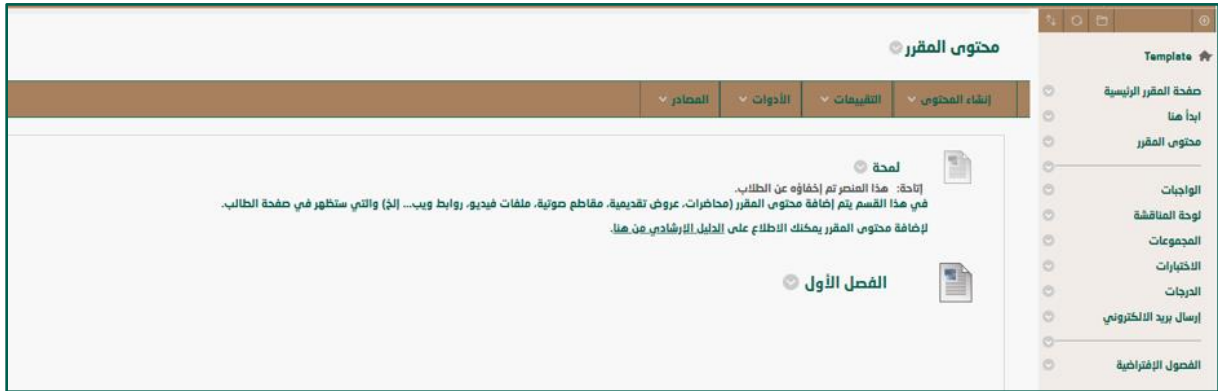 Template
صفحة المقرر الرئيسية
ابدأ هنا
محتوى المقرر
الواجبات
لوحة المناقشة
المجموعات
الاختبارات
الدرجات
إرسال بريد الالكتروني
الفصول الإفتراضية
محتوى المقرر
إنشاء المحتوى
التقييمات
الأدوات
المصادر
لمحة
إتاحة: هذا العنصر تم إخفاؤه عن الطلاب.
في هذا القسم يتم إضافة محتوى المقرر (محاضرات، عروض تقديمية، مقاطع صوتية، ملفات فيديو، روابط ويب... إلخ) والتي ستظهر في صفحة الطالب.
لإضافة محتوى المقرر يمكنك الاطلاع على الدليل الإرشادي من هنا.
الفصل الأول